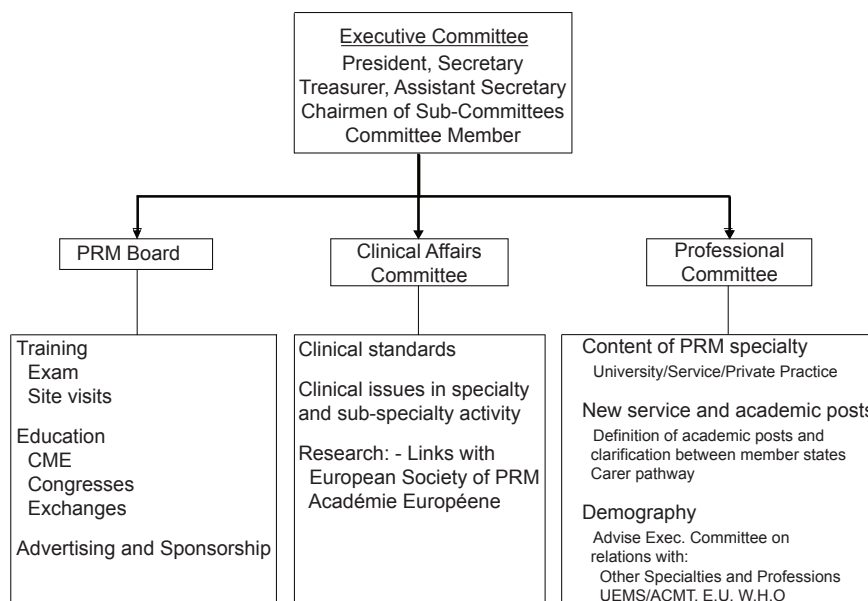 Executive Committee
President, Secretary
Treasurer, Assistant Secretary
Chairmen of Sub-Committees
Committee Member
PRM Board
Clinical Affairs
Committee
Professional
Committee
Training
Exam
Site visits
Education
CME
Congresses
Exchanges
Advertising and Sponsorship
Clinical standards
Clinical issues in specialty
and sub-specialty activity
Research: - Links with
European Society of PRM
Académie Européene
Content of PRM specialty
University/Service/Private Practice
New service and academic posts
Definition of academic posts and
clarification between member states
Carer pathway
Demography
Advise Exec. Committee on
relations with:
Other Specialties and Professions
UEMS/ACMT, E.U. W.H.O